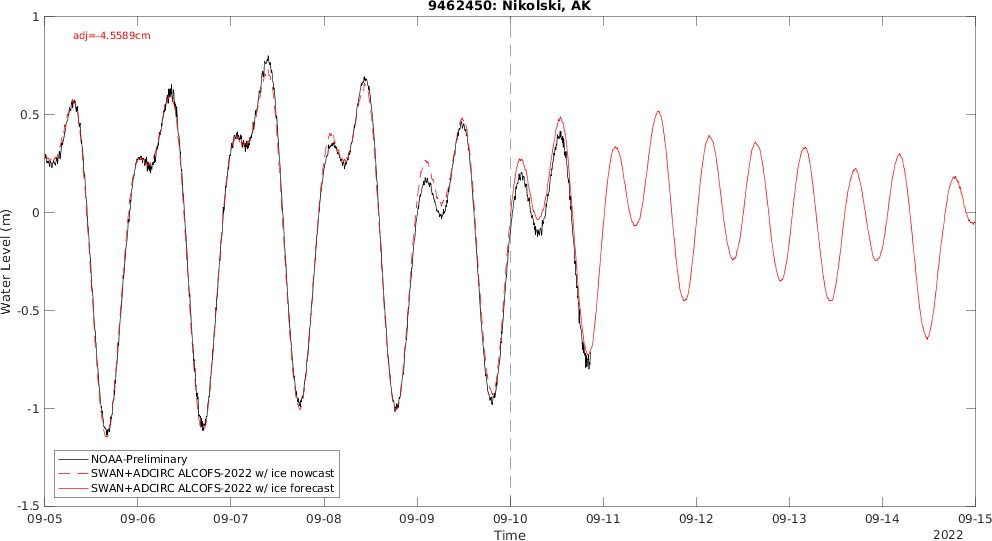 9462450: Nikolski, AK
adj=-4.5589cm
1
0.5
0
-0.5
-1
-1.5
Water Level (m)
NOAA-Preliminary
SWAN+ADCIRC ALCOFS-2022 w/ ice nowcast
SWAN+ADCIRC ALCOFS-2022 w/ ice forecast
09-05 09-06 09-07 09-08 09-09 09-10 09-11 09-12 09-13 09-14 09-15
Time
2022